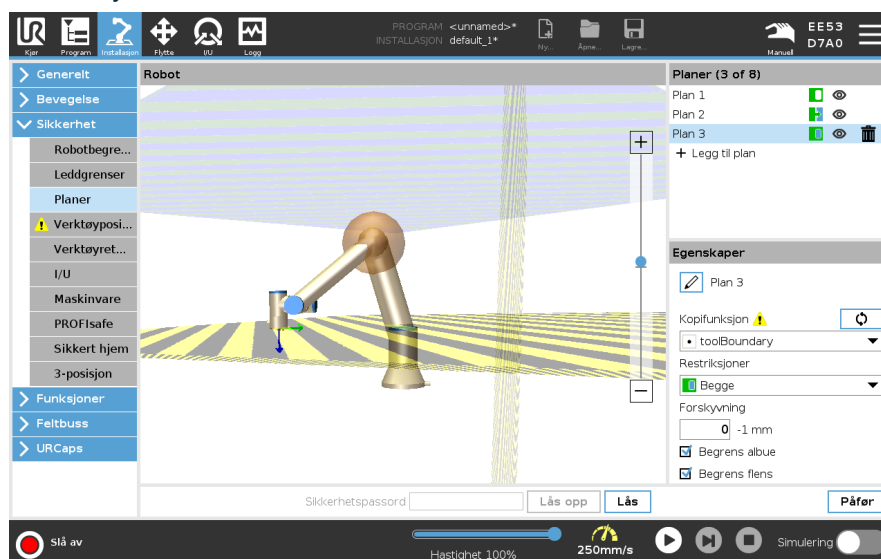 PROGRAM <unnamed>*
INSTALLASJON default_1*
EE53
D7A0
Kjør
Program
Installasjon
Flytte
I/U
Logg
Ny...
Åpne...
Lagre...
Manuell
Generelt
Bevegelse
Sikkerhet
Robotbegre...
Leddgrenser
Planer
Verktøyposi...
Verktøyret...
I/U
Maskinvare
PROFIsafe
Sikkert hjem
3-posisjon
Funksjoner
Feltbuss
URCaps
Robot
Planer (3 of 8)
Plan 1
Plan 2
Plan 3
Legg til plan
Egenskaper
Plan 3
Kopifunksjon
toolBoundary
Restriksjoner
Begge
Forskyvning
0 -1 mm
Begrens albue
Begrens flens
Sikkerhetspassord
Lås opp
Lås
Påfør
Slå av
Hastighet 100%
250mm/s
Simulering